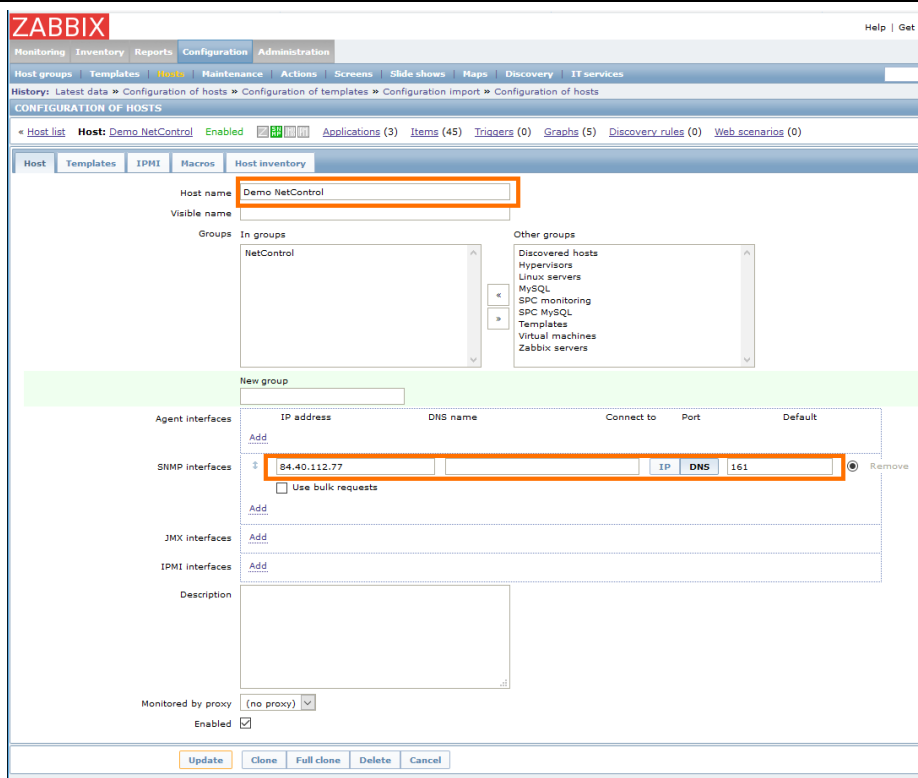 ZABBIX
Help | Get
Monitoring Inventory Reports Configuration Administration
Host groups | Templates | Hosts | Maintenance | Actions | Screens | Slide shows | Maps | Discovery | IT services
History: Latest data » Configuration of hosts » Configuration of templates » Configuration import » Configuration of hosts
CONFIGURATION OF HOSTS
« Host list Host: Demo NetControl Enabled Applications (3) Items (45) Triggers (0) Graphs (5) Discovery rules (0) Web scenarios (0)
Host Templates IPMI Macros Host inventory
Host name Demo NetControl
Visible name
Groups In groups Other groups
NetControl
Discovered hosts
Hypervisors
Linux servers
MySQL
SPC monitoring
SPC MySQL
Templates
Virtual machines
Zabbix servers
«
»
New group
Agent interfaces IP address DNS name Connect to Port Default
Add
SNMP interfaces 84.40.112.77 IP DNS 161 Remove
Use bulk requests
Add
JMX interfaces Add
IPMI interfaces Add
Description
Monitored by proxy (no proxy)
Enabled
Update Clone Full clone Delete Cancel